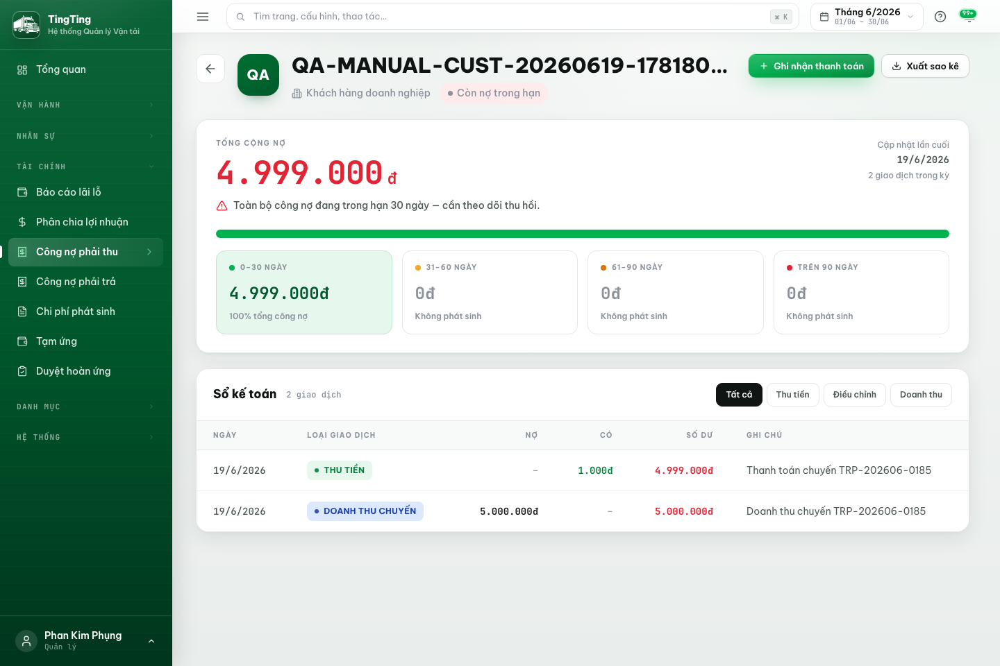 TingTing
Hệ thống Quản lý Vận tải
Tổng quan
VẬN HÀNH
NHÂN SỰ
TÀI CHÍNH
Báo cáo lãi lỗ
Phân chia lợi nhuận
Công nợ phải thu
Công nợ phải trả
Chi phí phát sinh
Tạm ứng
Duyệt hoàn ứng
DANH MỤC
HỆ THỐNG
Phan Kim Phụng
Quản lý
Tìm trang, cấu hình, thao tác...
⌘ K
Tháng 6/2026
01/06 – 30/06
99+
QA
QA-MANUAL-CUST-20260619-178180...
Khách hàng doanh nghiệp
Còn nợ trong hạn
Ghi nhận thanh toán
Xuất sao kê
TỔNG CỘNG NỢ
4.999.000 đ
Toàn bộ công nợ đang trong hạn 30 ngày — cần theo dõi thu hồi.
Cập nhật lần cuối
19/6/2026
2 giao dịch trong kỳ
0–30 NGÀY
4.999.000đ
100% tổng công nợ
31–60 NGÀY
0đ
Không phát sinh
61–90 NGÀY
0đ
Không phát sinh
TRÊN 90 NGÀY
0đ
Không phát sinh
Sổ kế toán 2 giao dịch
Tất cả Thu tiền Điều chỉnh Doanh thu
NGÀY LOẠI GIAO DỊCH NỢ CÓ SỐ DƯ GHI CHÚ
19/6/2026 THU TIỀN – 1.000đ 4.999.000đ Thanh toán chuyến TRP-202606-0185
19/6/2026 DOANH THU CHUYẾN 5.000.000đ – 5.000.000đ Doanh thu chuyến TRP-202606-0185